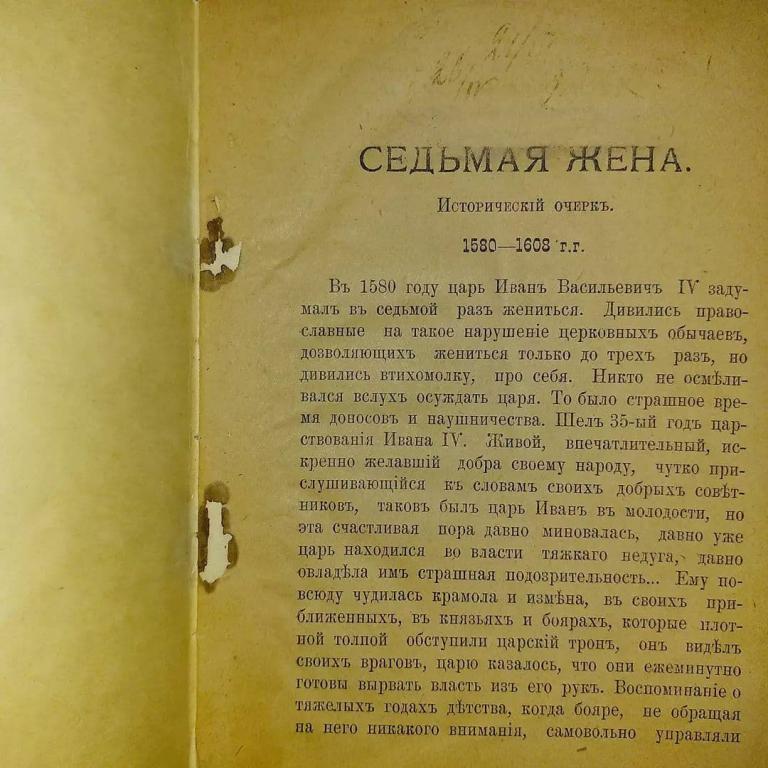 СЕДЬМАЯ ЖЕНА.
Историческій очеркъ.
1580—1608 г.г.
Въ 1580 году царь Иванъ Васильевичъ IV заду-
малъ въ седьмой разъ жениться. Дивились право-
славные на такое нарушеніе церковныхъ обычаевъ,
дозволяющихъ жениться только до трехъ разъ, но
дивились втихомолку, про себя. Никто не осмѣли-
вался вслухъ осуждать царя. То было страшное вре-
мя доносовъ и наушничества. Шелъ 35-ый годъ цар-
ствованія Ивана IV. Живой, впечатлительный, ис-
кренно желавшій добра своему народу, чутко при-
слушивающійся къ словамъ своихъ добрыхъ совѣт-
никовъ, таковъ былъ царь Иванъ въ молодости, но
эта счастливая пора давно миновалась, давно уже
царь находился во власти тяжкаго недуга, давно
овладѣла имъ страшная подозрительность... Ему по-
всюду чудилась крамола и измѣна, въ своихъ при-
ближенныхъ, въ князьяхъ и боярахъ, которые плот-
ной толпой обступили царскій тронъ, онъ видѣлъ
своихъ враговъ, царю казалось, что они ежеминутно
готовы вырвать власть изъ его рукъ. Воспоминаніе о
тяжелыхъ годахъ дѣтства, когда бояре, не обращая
на него никакого вниманія, самовольно управляли